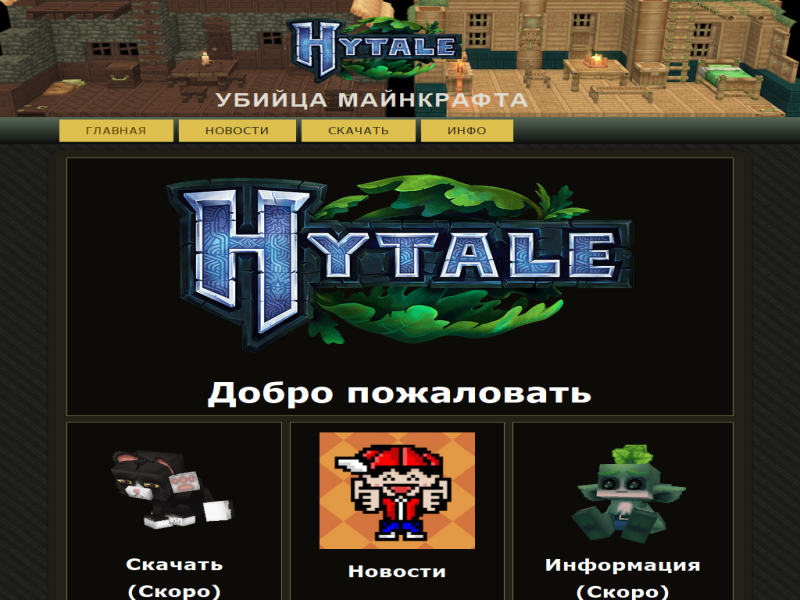 HYTALE
УБИЙЦА МАЙНКРАФТА
ГЛАВНАЯ НОВОСТИ СКАЧАТЬ ИНФО
HYTALE
Добро пожаловать
Скачать
(Скоро)
Новости
Информация
(Скоро)